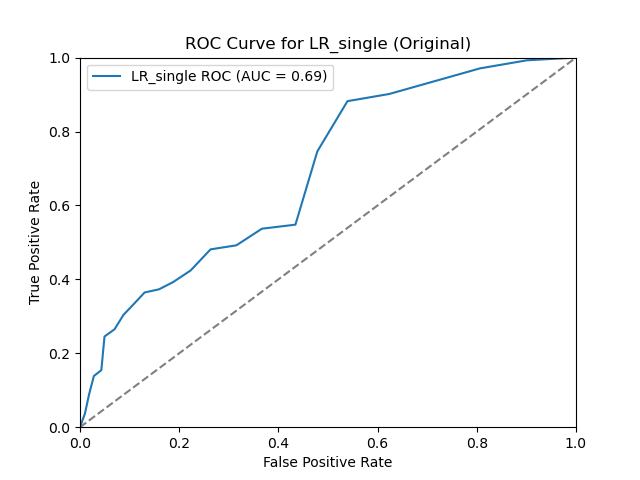 ROC Curve for LR_single (Original)
LR_single ROC (AUC = 0.69)
True Positive Rate
1.0
0.8
0.6
0.4
0.2
0.0
0.0 0.2 0.4 0.6 0.8 1.0
False Positive Rate